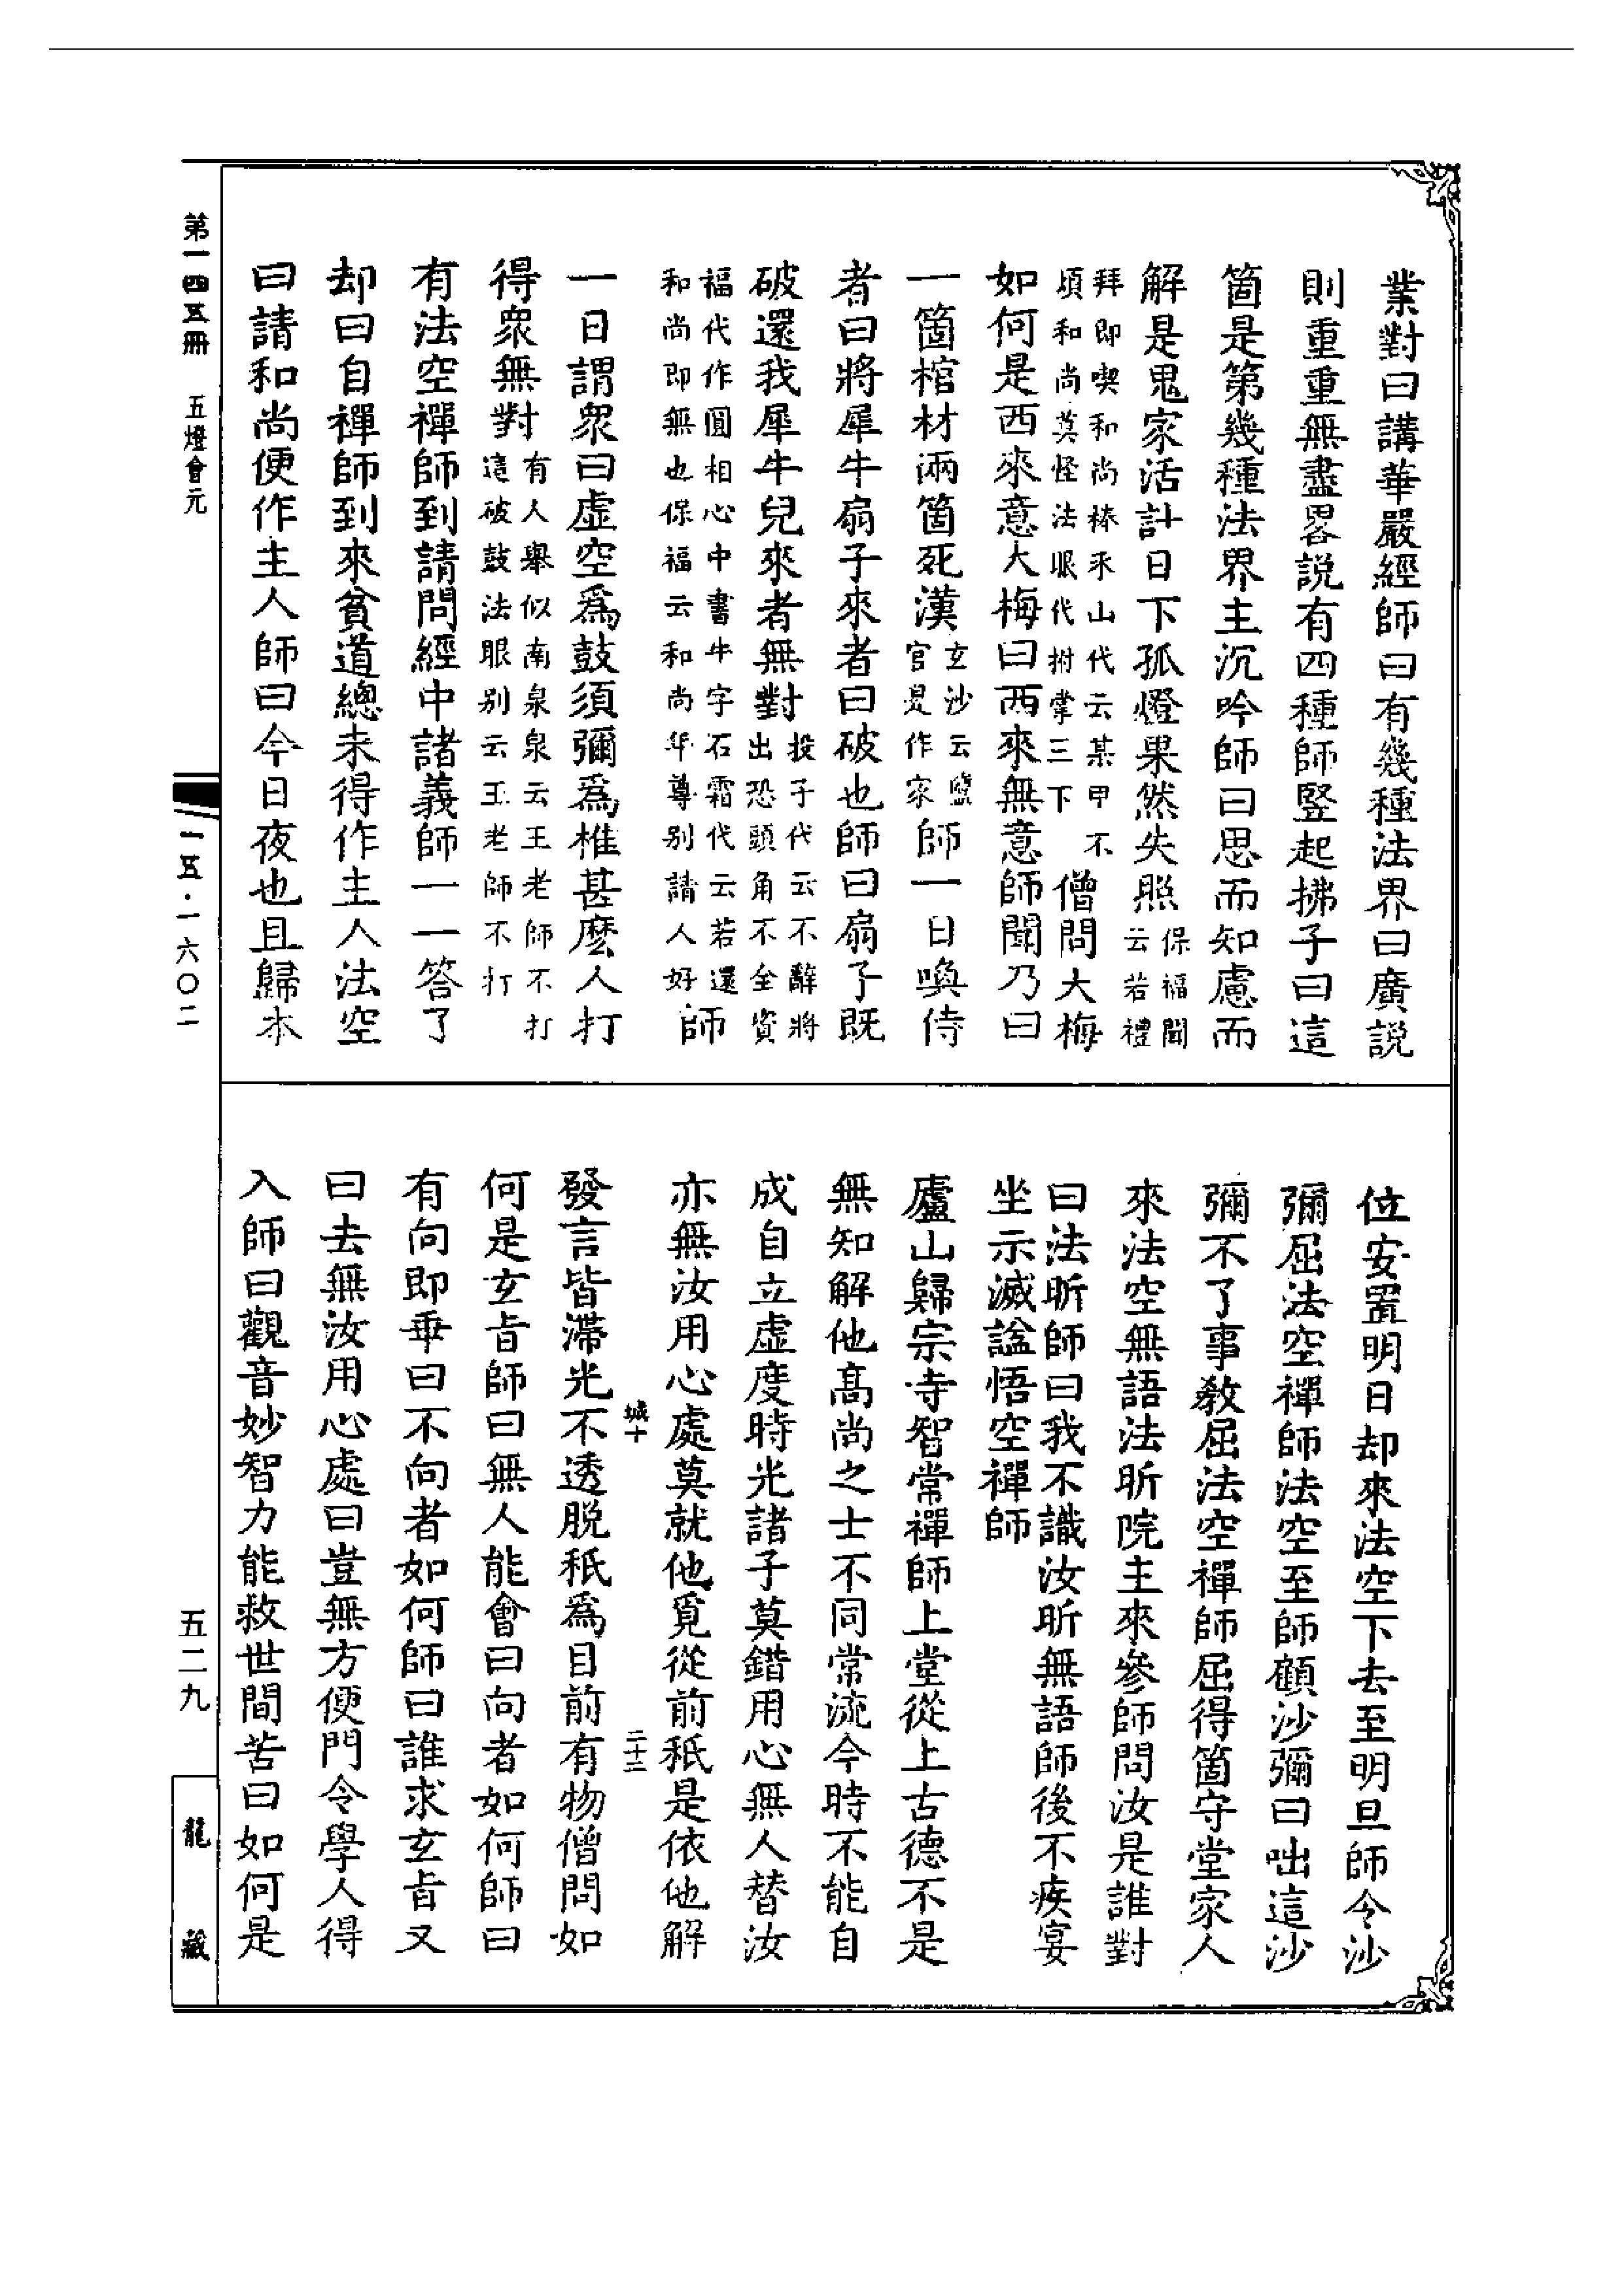 業對曰講華嚴經師曰有幾種法界曰廣説
則重重無盡畧説有四種師竪起拂子曰這
箇是第幾種法界主沉吟師曰思而知慮而
解是鬼家活計日下孤燈果然失照保福聞
云若禮
拜即喫和尚棒禾山代云某甲不
煩和尚莫怪法眼代拊掌三下僧問大梅
如何是西來意大梅曰西來無意師聞乃曰
一箇棺材兩箇死漢玄沙云鹽
官是作家師一日喚侍
者曰將犀牛扇子來者曰破也師曰扇子既
破還我犀牛兒來者無對投子代云不辭將
出恐頭角不全資
福代作圓相心中書牛字石霜代云若還
和尚即無也保福云和尚年尊別請人好師
一日謂衆曰虛空爲鼓須彌爲椎甚麽人打
得衆無對有人舉似南泉泉云王老師不打
這破鼓法眼別云王老師不打
有法空禪師到請問經中諸義師一一答了
却曰自禪師到來貧道總未得作主人法空
曰請和尚便作主人師曰今日夜也且歸本
位安置明日却來法空下去至明旦師令沙
彌屈法空禪師法空至師顧沙彌曰咄這沙
彌不了事教屈法空禪師屈得箇守堂家人
來法空無語法昕院主來參師問汝是誰對
曰法昕師曰我不識汝昕無語師後不疾宴
坐示滅諡悟空禪師
廬山歸宗寺智常禪師上堂從上古德不是
無知解他髙尚之士不同常流今時不能自
成自立虛度時光諸子莫錯用心無人替汝
亦無汝用心處莫就他覓從前秖是依他解
城十 二十三
發言皆滯光不透脱秖爲目前有物僧問如
何是玄旨師曰無人能會曰向者如何師曰
有向即乖曰不向者如何師曰誰求玄旨又
曰去無汝用心處曰豈無方便門令學人得
入師曰觀音妙智力能救世間苦曰如何是
第一四五冊 五燈會元
一五·一六〇二
五二九
龍藏